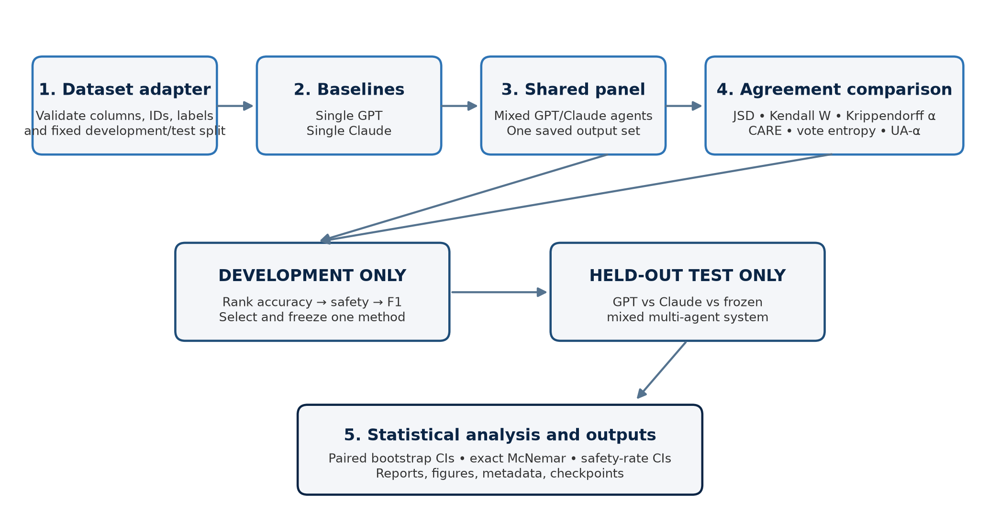 1. Dataset adapter
Validate columns, IDs, labels
and fixed development/test split
2. Baselines
Single GPT
Single Claude
3. Shared panel
Mixed GPT/Claude agents
One saved output set
4. Agreement comparison
JSD • Kendall W • Krippendorff α
CARE • vote entropy • UA-α
DEVELOPMENT ONLY
Rank accuracy → safety → F1
Select and freeze one method
HELD-OUT TEST ONLY
GPT vs Claude vs frozen
mixed multi-agent system
5. Statistical analysis and outputs
Paired bootstrap CIs • exact McNemar • safety-rate CIs
Reports, figures, metadata, checkpoints